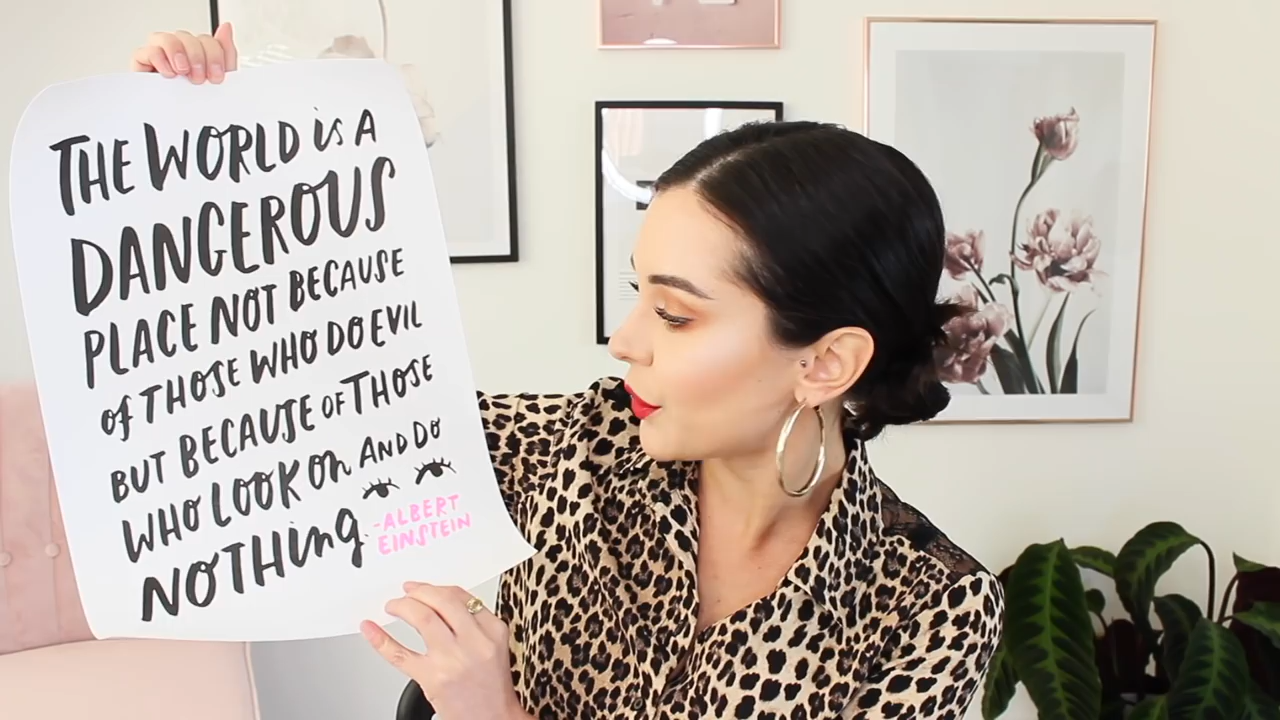 THE WORLD is A
DANGEROUS
PLACE NOT BECAUSE
OF THOSE WHO DO EVIL
BUT BECAUSE OF THOSE
WHO LOOK On AND DO
NOTHing.
-ALBERT
EINSTEIN